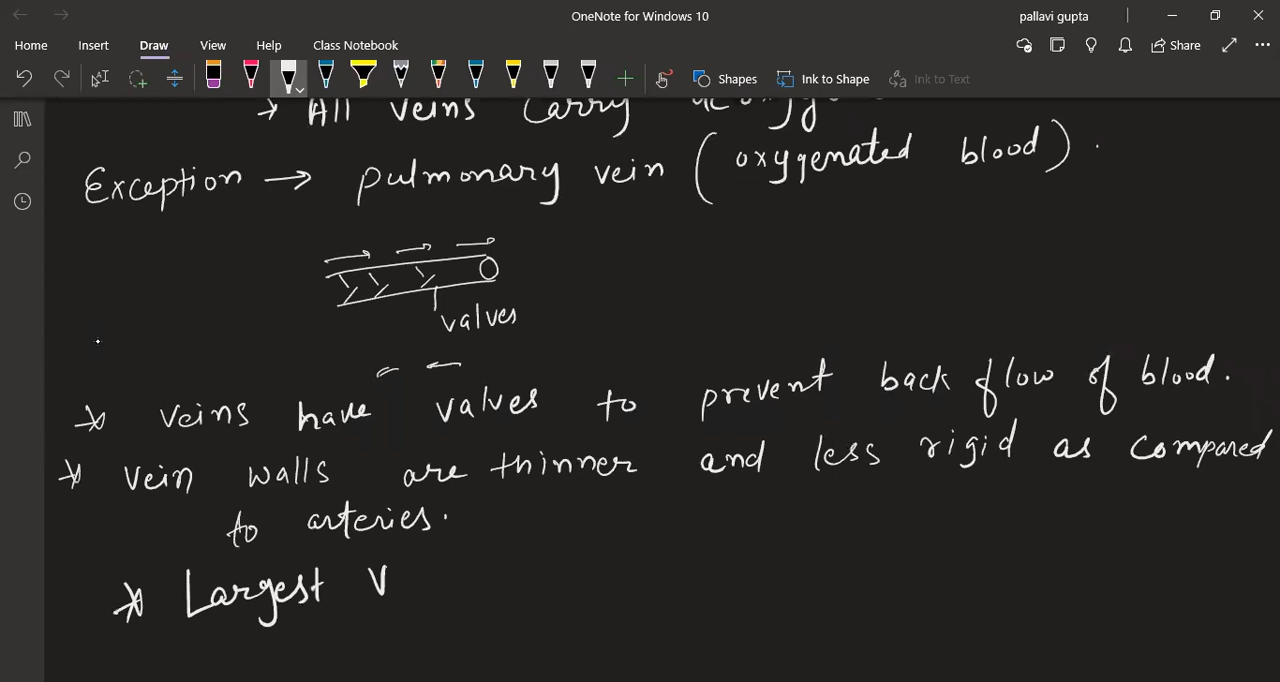 OneNote for Windows 10
pallavi gupta
Home Insert Draw View Help Class Notebook
Share
Shapes Ink to Shape Ink to Text
→ All veins carry
Exception → pulmonary vein (oxygenated blood).
valves
* veins have valves to prevent back flow of blood.
* vein walls are thinner and less rigid as compared
to arteries.
* Largest V